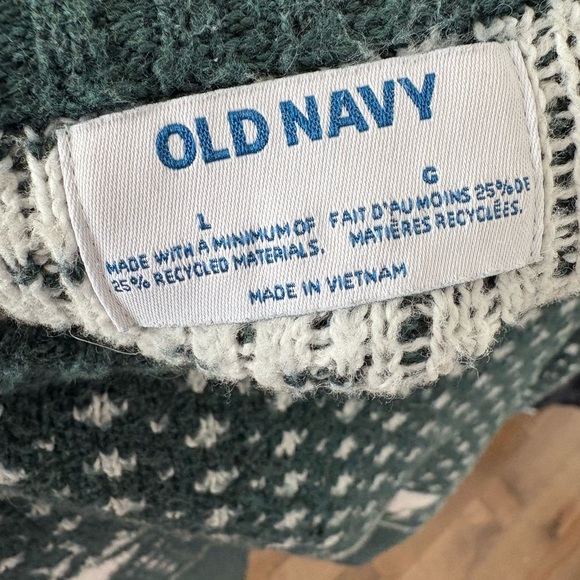 OLD NAVY
L
MADE WITH A MINIMUM OF
25% RECYCLED MATERIALS.
G
FAIT D'AU MOINS 25% DE
MATIÈRES RECYCLÉES.
MADE IN VIETNAM